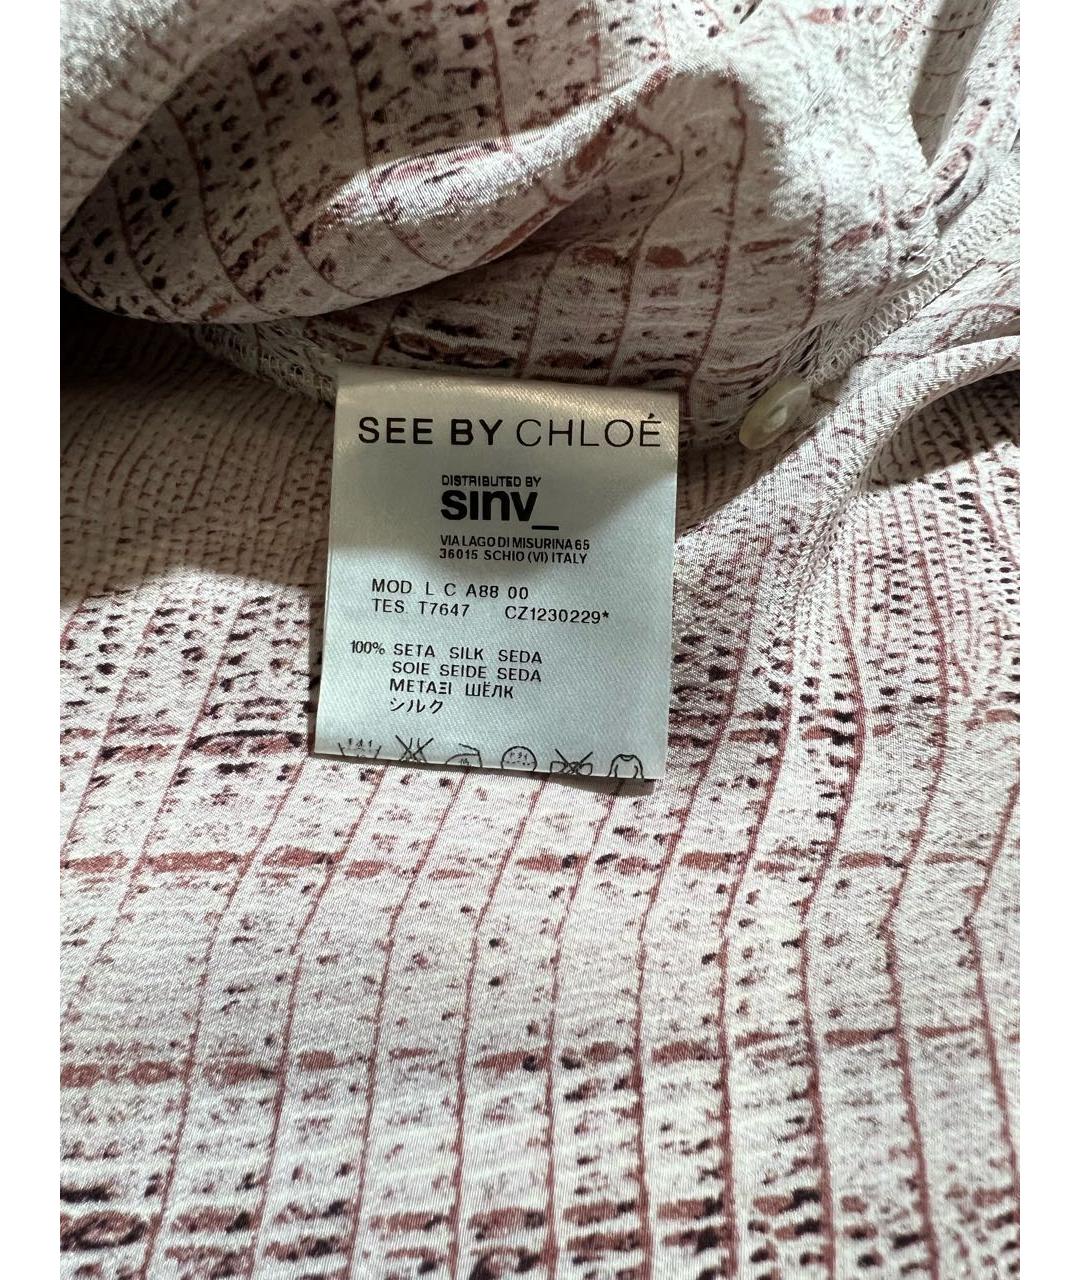 SEE BY CHLOÉ
DISTRIBUTED BY
sinv_
VIA LAGO DI MISURINA 65
36015 SCHIO (VI) ITALY
MOD L C A88 00
TES. T7647 CZ1230229*
100% SETA SILK SEDA
SOIE SEIDE SEDA
ΜΕΤΑΞΙ ШЁЛК
シルク